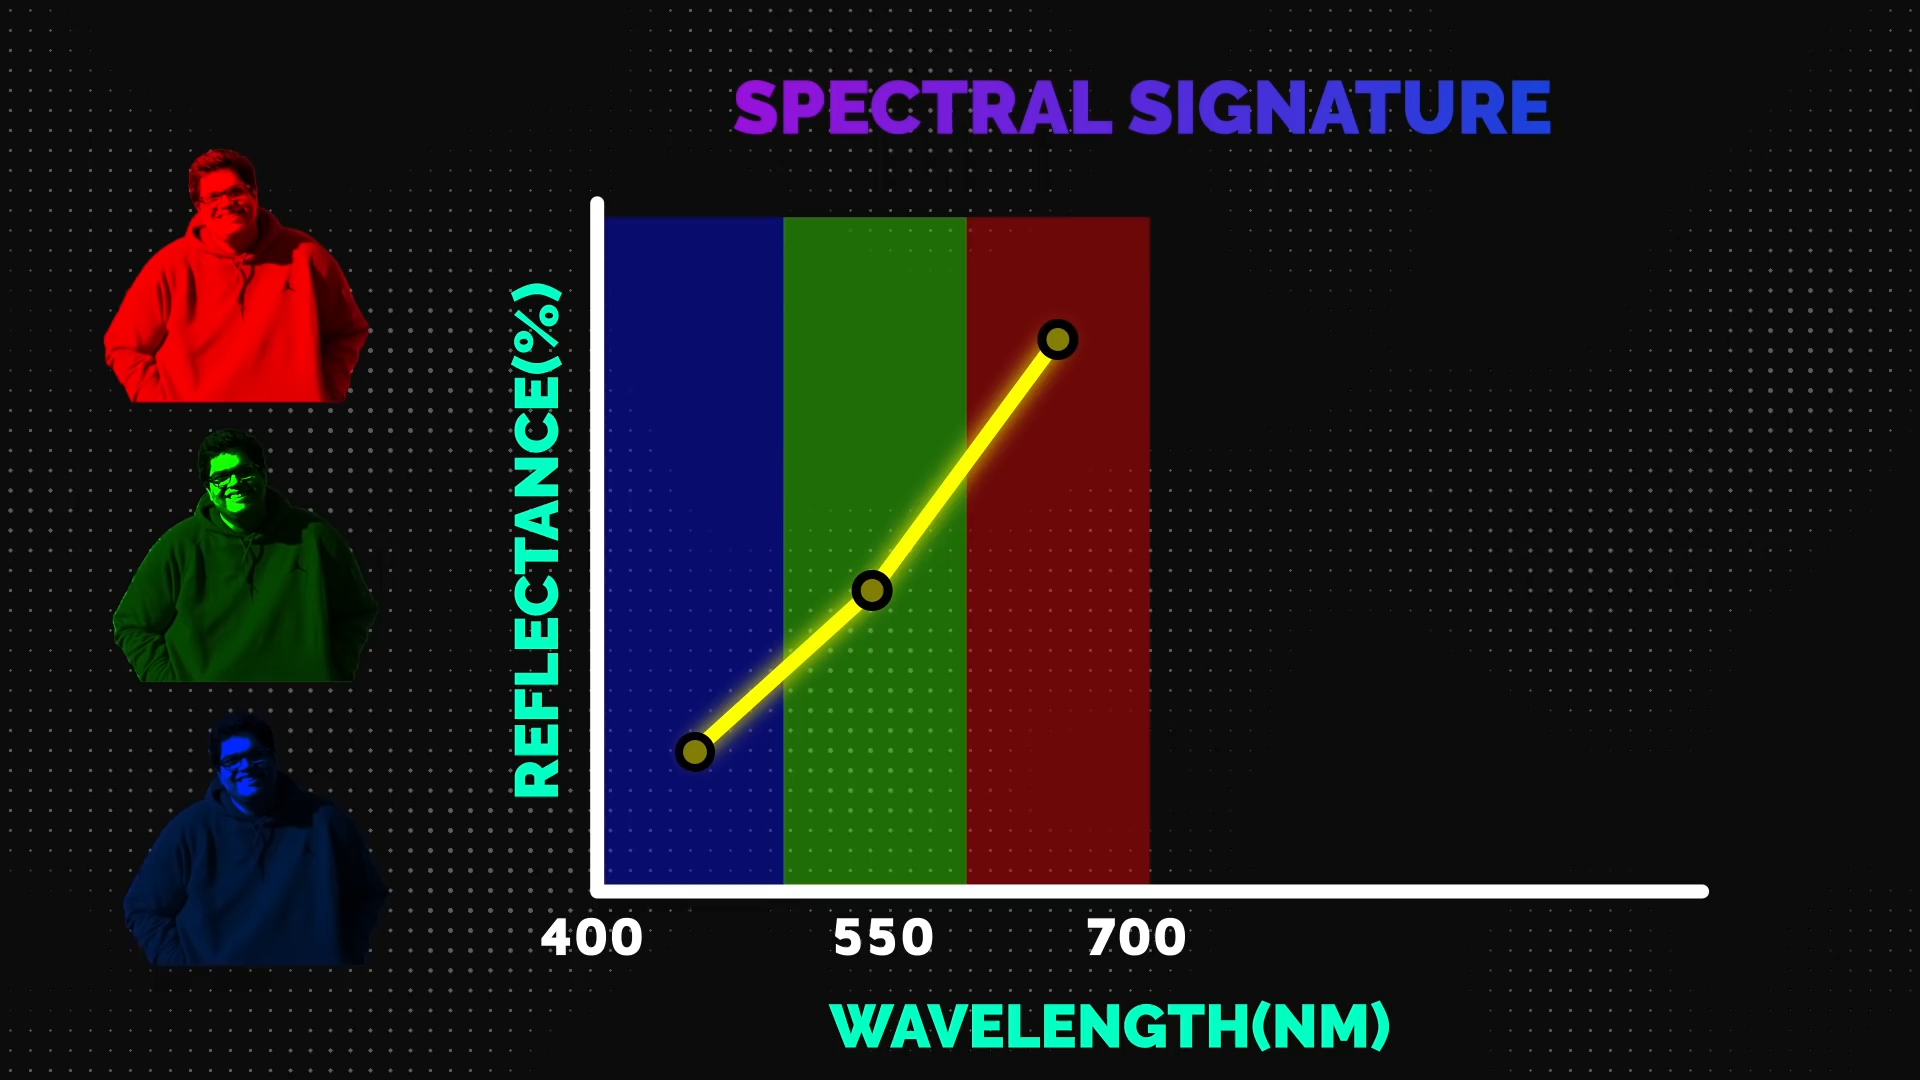 SPECTRAL SIGNATURE
REFLECTANCE(%)
400 550 700
WAVELENGTH(NM)